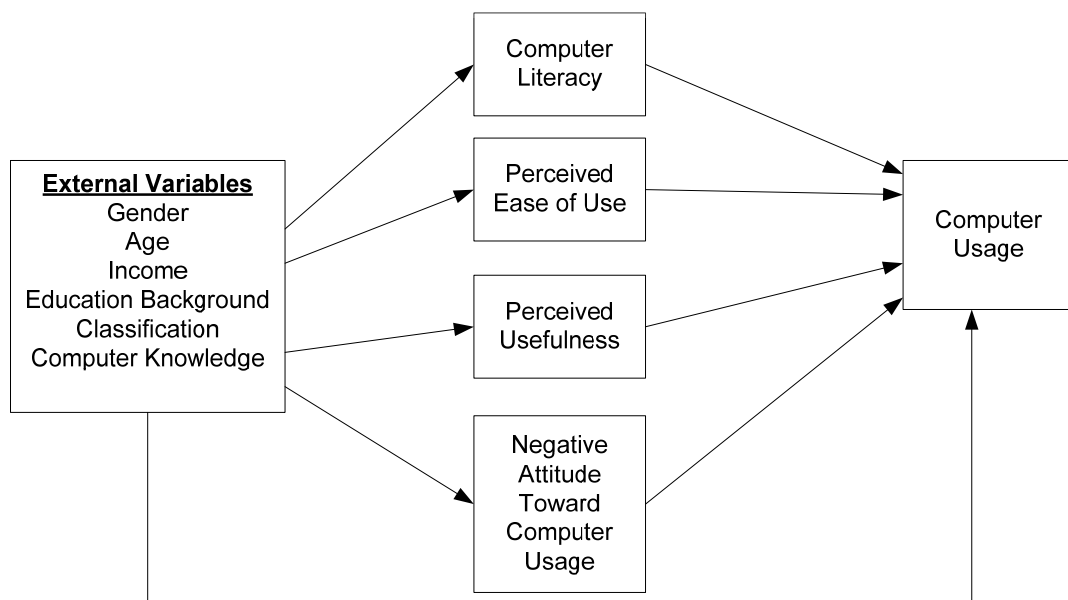 External Variables
Gender
Age
Income
Education Background
Classification
Computer Knowledge
Computer
Literacy
Perceived
Ease of Use
Perceived
Usefulness
Negative
Attitude
Toward
Computer
Usage
Computer
Usage